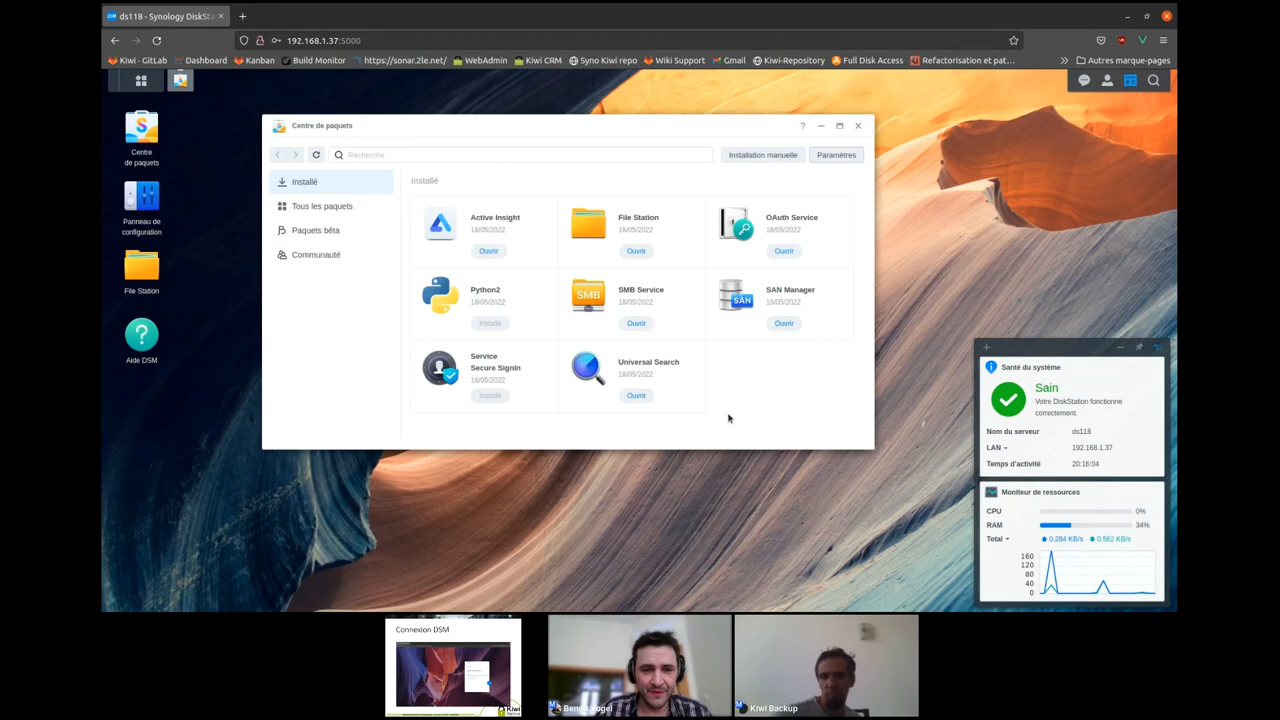 ds118 - Synology DiskSta
192.168.1.37:5000
Kiwi · GitLab
Dashboard
Kanban
Build Monitor
https://sonar.2le.net/
WebAdmin
Kiwi CRM
Syno Kiwi repo
Wiki Support
Gmail
Kiwi-Repository
Full Disk Access
Refactorisation et pat…
Autres marque-pages
Centre
de paquets
Panneau de
configuration
File Station
Aide DSM
Centre de paquets
Recherche
Installation manuelle
Paramètres
Installé
Tous les paquets
Paquets bêta
Communauté
Installé
Active Insight
18/05/2022
Ouvrir
File Station
18/05/2022
Ouvrir
OAuth Service
18/05/2022
Ouvrir
Python2
18/05/2022
Installé
SMB
SMB Service
18/05/2022
Ouvrir
SAN
SAN Manager
18/05/2022
Ouvrir
Service
Secure SignIn
18/05/2022
Installé
Universal Search
18/05/2022
Ouvrir
Santé du système
Sain
Votre DiskStation fonctionne
correctement.
Nom du serveur ds118
LAN 192.168.1.37
Temps d'activité 20:16:04
Moniteur de ressources
CPU 0%
RAM 34%
Total 0.284 KB/s 0.562 KB/s
160
120
80
40
0
Connexion DSM
Kiwi
Benoit Vogel
Kiwi Backup